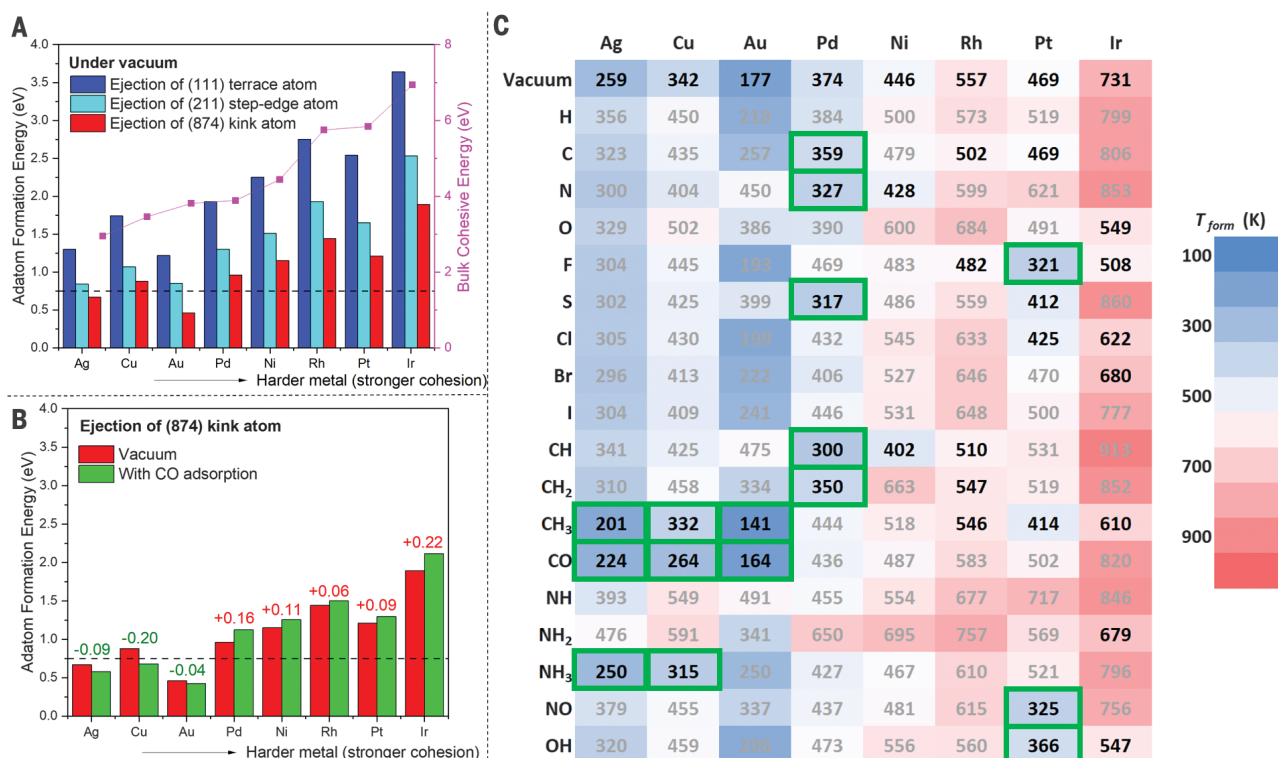 A
Under vacuum
Ejection of (111) terrace atom
Ejection of (211) step-edge atom
Ejection of (874) kink atom
Adatom Formation Energy (eV)
4.0
3.5
3.0
2.5
2.0
1.5
1.0
0.5
0.0
8
6
4
2
0
Bulk Cohesive Energy (eV)
Ag Cu Au Pd Ni Rh Pt Ir
Harder metal (stronger cohesion)
B
Ejection of (874) kink atom
Vacuum
With CO adsorption
Adatom Formation Energy (eV)
4.0
3.5
3.0
2.5
2.0
1.5
1.0
0.5
0.0
-0.09 -0.20 -0.04 +0.16 +0.11 +0.06 +0.09 +0.22
Ag Cu Au Pd Ni Rh Pt Ir
Harder metal (stronger cohesion)
C
Ag Cu Au Pd Ni Rh Pt Ir
Vacuum 259 342 177 374 446 557 469 731
H 356 450 384 500 573 519 799
C 323 435 257 359 479 502 469 806
N 300 404 450 327 428 599 621 853
O 329 502 386 390 600 684 491 549
F 304 445 193 469 483 482 321 508
S 302 425 399 317 486 559 412 860
Cl 305 430 432 545 633 425 622
Br 296 413 222 406 527 646 470 680
I 304 409 241 446 531 648 500 777
CH 341 425 475 300 402 510 531 913
CH2 310 458 334 350 663 547 519 852
CH3 201 332 141 444 518 546 414 610
CO 224 264 164 436 487 583 502 820
NH 393 549 491 455 554 677 717 846
NH2 476 591 341 650 695 757 569 679
NH3 250 315 250 427 467 610 521 796
NO 379 455 337 437 481 615 325 756
OH 320 459 473 556 560 366 547
T form (K)
100
300
500
700
900